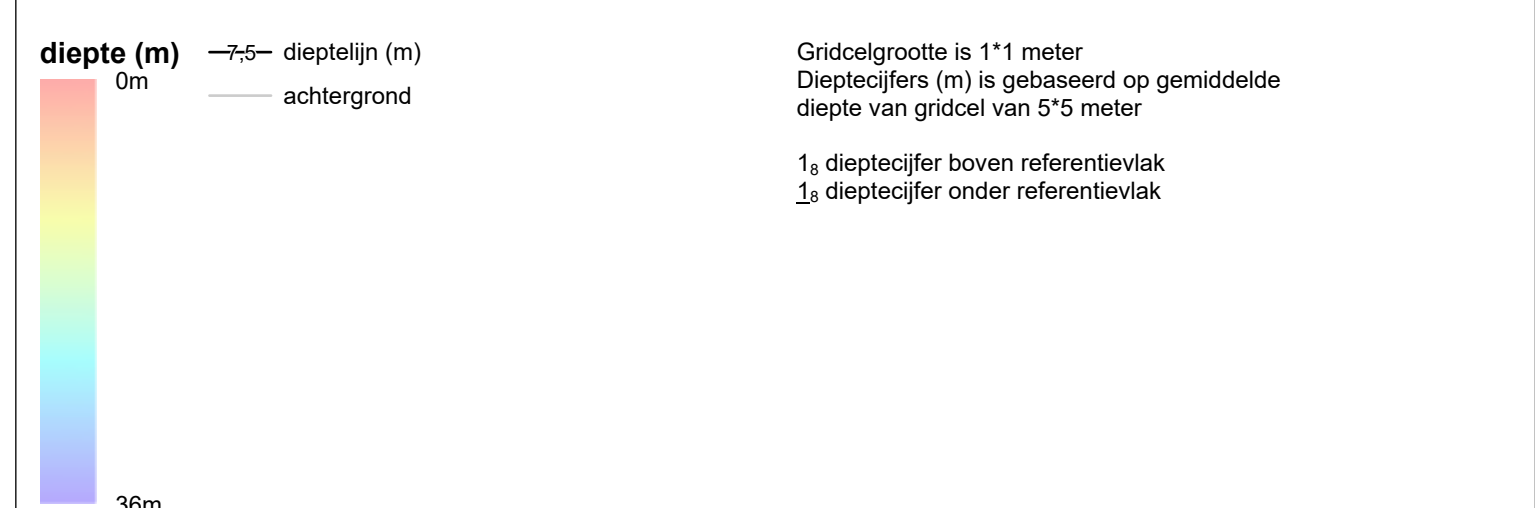 diepte (m)
0m
36m
7,5 dieptelijn (m)
achtergrond
Gridcelgrootte is 1*1 meter
Dieptecijfers (m) is gebaseerd op gemiddelde
diepte van gridcel van 5*5 meter
1₈ dieptecijfer boven referentievlak
1₈ dieptecijfer onder referentievlak